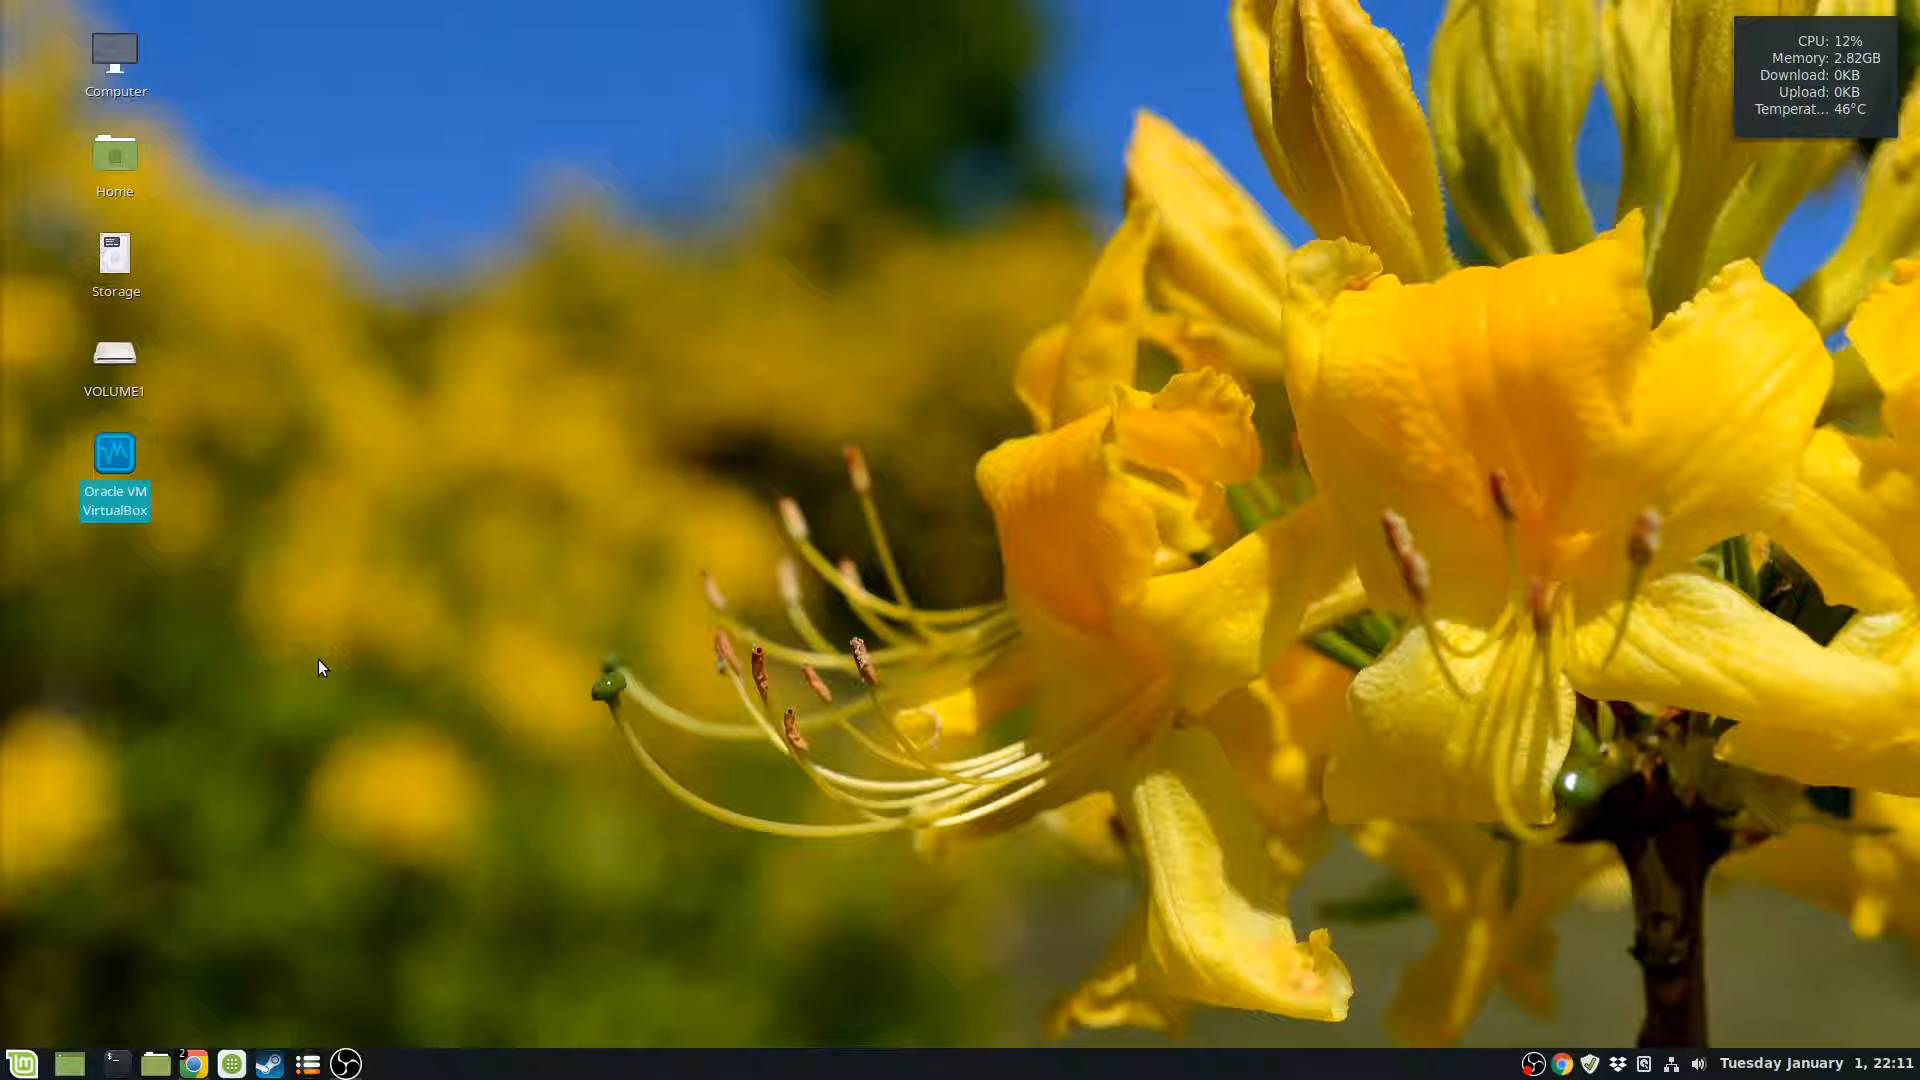 Computer
Home
Storage
VOLUME1
Oracle VM
VirtualBox
CPU: 12%
Memory: 2.82GB
Download: 0KB
Upload: 0KB
Temperat... 46°C
2
Tuesday January  1, 22:11